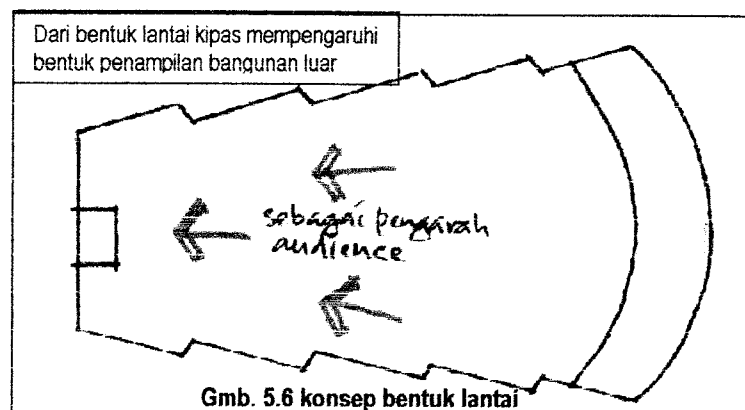 Dari bentuk lantai kipas mempengaruhi
bentuk penampilan bangunan luar
sebagai pengarah
audience
Gmb. 5.6 konsep bentuk lantai